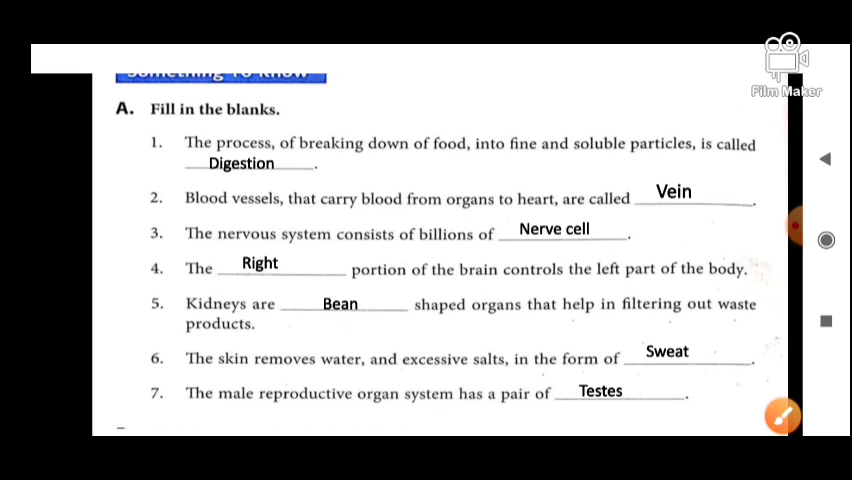 Something To Know
Film Maker
A. Fill in the blanks.
1. The process, of breaking down of food, into fine and soluble particles, is called
Digestion.
2. Blood vessels, that carry blood from organs to heart, are called Vein.
3. The nervous system consists of billions of Nerve cell.
4. The Right portion of the brain controls the left part of the body.
5. Kidneys are Bean shaped organs that help in filtering out waste
products.
6. The skin removes water, and excessive salts, in the form of Sweat.
7. The male reproductive organ system has a pair of Testes.